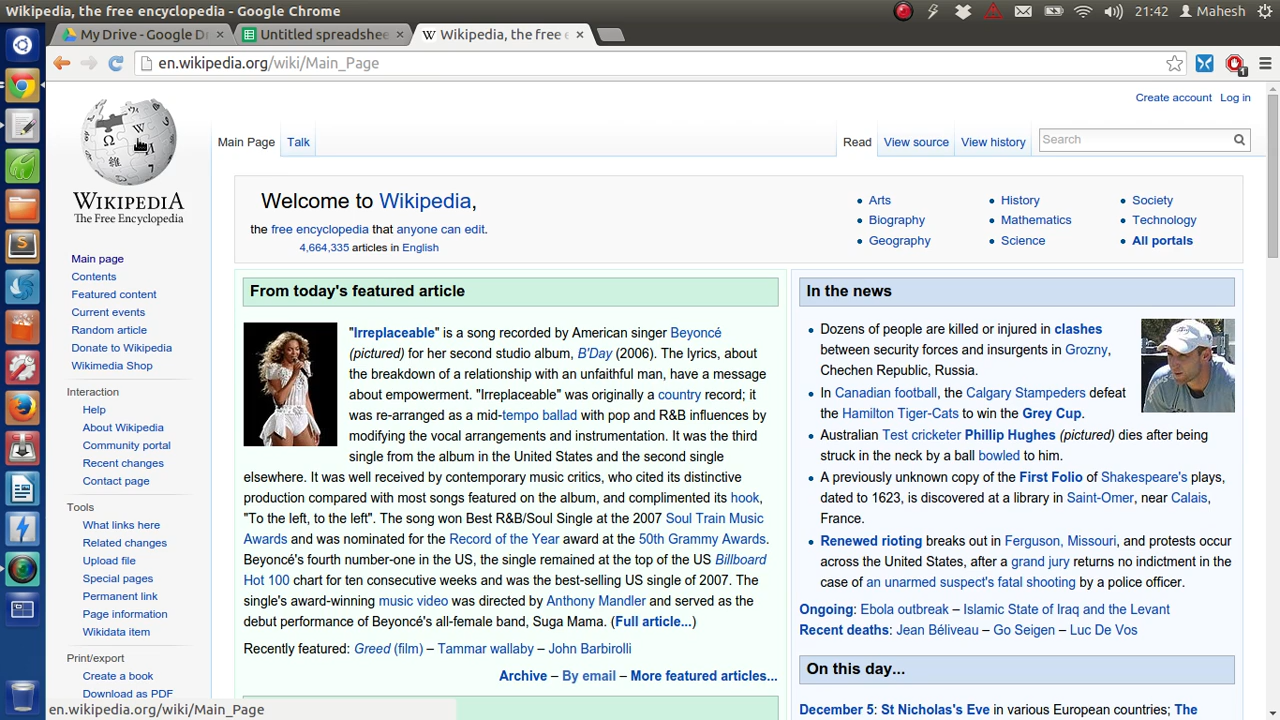 Wikipedia, the free encyclopedia - Google Chrome
21:42
Mahesh
My Drive - Google Dr
Untitled spreadshee
Wikipedia, the free e
en.wikipedia.org/wiki/Main_Page
1
Create account
Log in
WIKIPEDIA
The Free Encyclopedia
Main Page
Talk
Read
View source
View history
Search
Main page
Contents
Featured content
Current events
Random article
Donate to Wikipedia
Wikimedia Shop
Interaction
Help
About Wikipedia
Community portal
Recent changes
Contact page
Tools
What links here
Related changes
Upload file
Special pages
Permanent link
Page information
Wikidata item
Print/export
Create a book
Download as PDF
Welcome to Wikipedia,
the free encyclopedia that anyone can edit.
4,664,335 articles in English
Arts
Biography
Geography
History
Mathematics
Science
Society
Technology
All portals
From today's featured article
"Irreplaceable" is a song recorded by American singer Beyoncé
(pictured) for her second studio album, B'Day (2006). The lyrics, about
the breakdown of a relationship with an unfaithful man, have a message
about empowerment. "Irreplaceable" was originally a country record; it
was re-arranged as a mid-tempo ballad with pop and R&B influences by
modifying the vocal arrangements and instrumentation. It was the third
single from the album in the United States and the second single
elsewhere. It was well received by contemporary music critics, who cited its distinctive
production compared with most songs featured on the album, and complimented its hook,
"To the left, to the left". The song won Best R&B/Soul Single at the 2007 Soul Train Music
Awards and was nominated for the Record of the Year award at the 50th Grammy Awards.
Beyoncé's fourth number-one in the US, the single remained at the top of the US Billboard
Hot 100 chart for ten consecutive weeks and was the best-selling US single of 2007. The
single's award-winning music video was directed by Anthony Mandler and served as the
debut performance of Beyoncé's all-female band, Suga Mama. (Full article...)
Recently featured: Greed (film) – Tammar wallaby – John Barbirolli
Archive – By email – More featured articles...
In the news
Dozens of people are killed or injured in clashes
between security forces and insurgents in Grozny,
Chechen Republic, Russia.
In Canadian football, the Calgary Stampeders defeat
the Hamilton Tiger-Cats to win the Grey Cup.
Australian Test cricketer Phillip Hughes (pictured) dies after being
struck in the neck by a ball bowled to him.
A previously unknown copy of the First Folio of Shakespeare's plays,
dated to 1623, is discovered at a library in Saint-Omer, near Calais,
France.
Renewed rioting breaks out in Ferguson, Missouri, and protests occur
across the United States, after a grand jury returns no indictment in the
case of an unarmed suspect's fatal shooting by a police officer.
Ongoing: Ebola outbreak – Islamic State of Iraq and the Levant
Recent deaths: Jean Béliveau – Go Seigen – Luc De Vos
On this day...
December 5: St Nicholas's Eve in various European countries; The
en.wikipedia.org/wiki/Main_Page